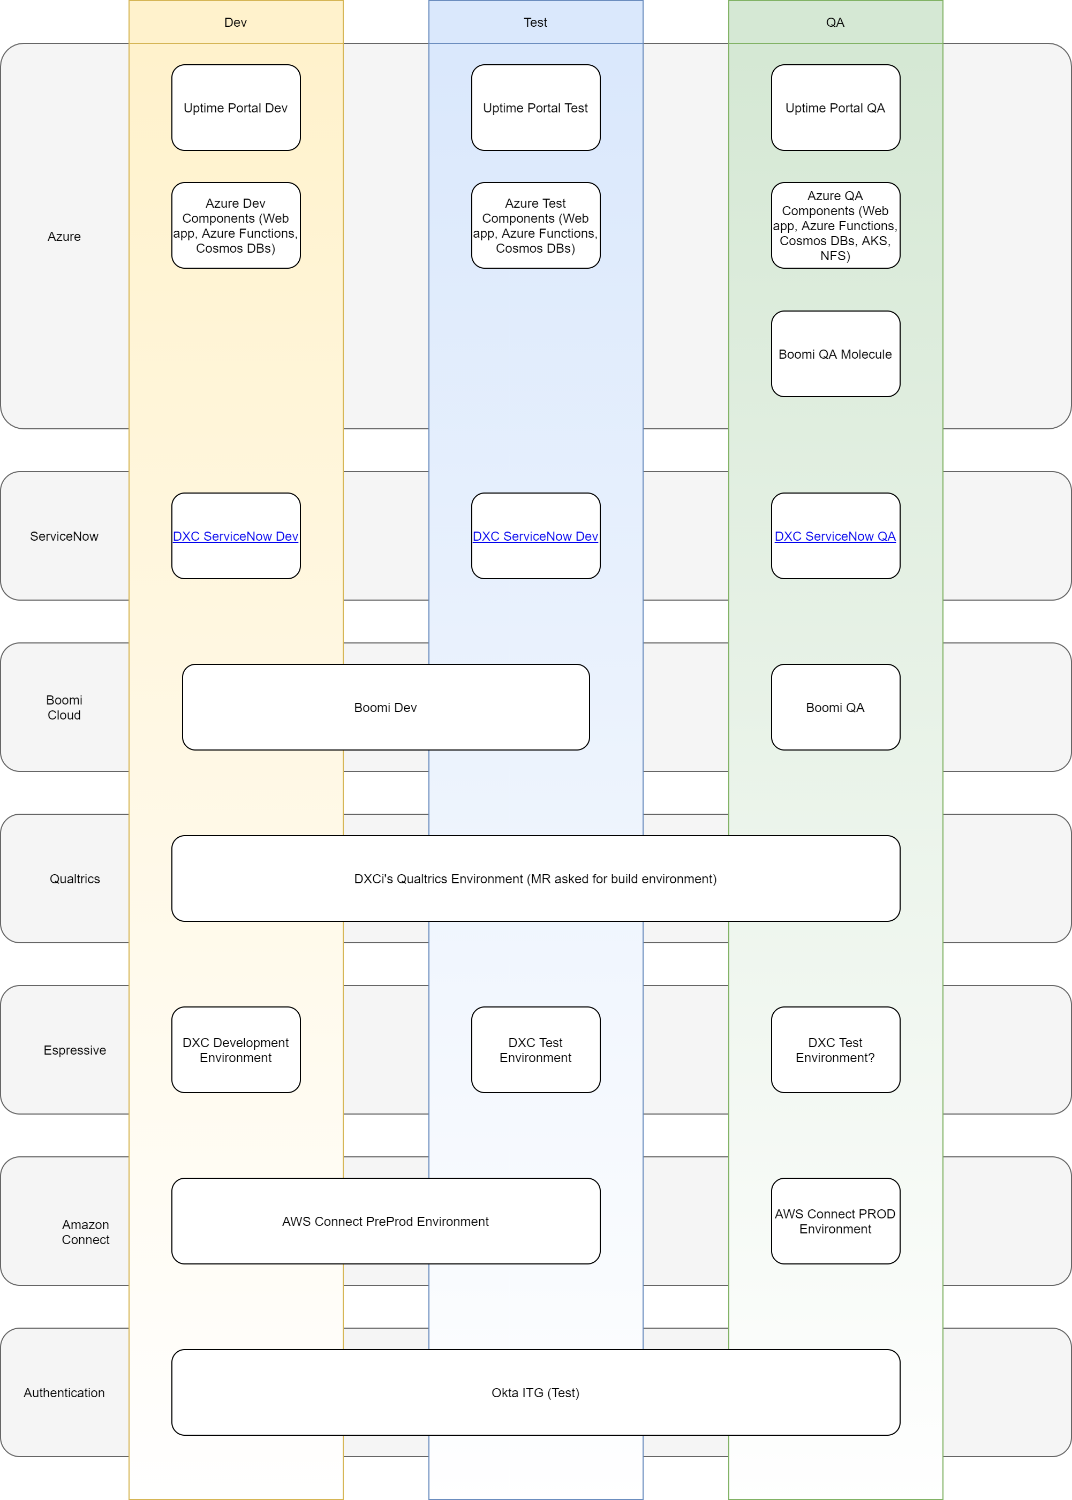 Dev
Test
QA
Uptime Portal Dev
Uptime Portal Test
Uptime Portal QA
Azure
Azure Dev
Components (Web
app, Azure Functions,
Cosmos DBs)
Azure Test
Components (Web
app, Azure Functions,
Cosmos DBs)
Azure QA
Components (Web
app, Azure Functions,
Cosmos DBs, AKS,
NFS)
Boomi QA Molecule
ServiceNow
DXC ServiceNow Dev
DXC ServiceNow Dev
DXC ServiceNow QA
Boomi
Cloud
Boomi Dev
Boomi QA
Qualtrics
DXCi's Qualtrics Environment (MR asked for build environment)
Espressive
DXC Development
Environment
DXC Test
Environment
DXC Test
Environment?
Amazon
Connect
AWS Connect PreProd Environment
AWS Connect PROD
Environment
Authentication
Okta ITG (Test)